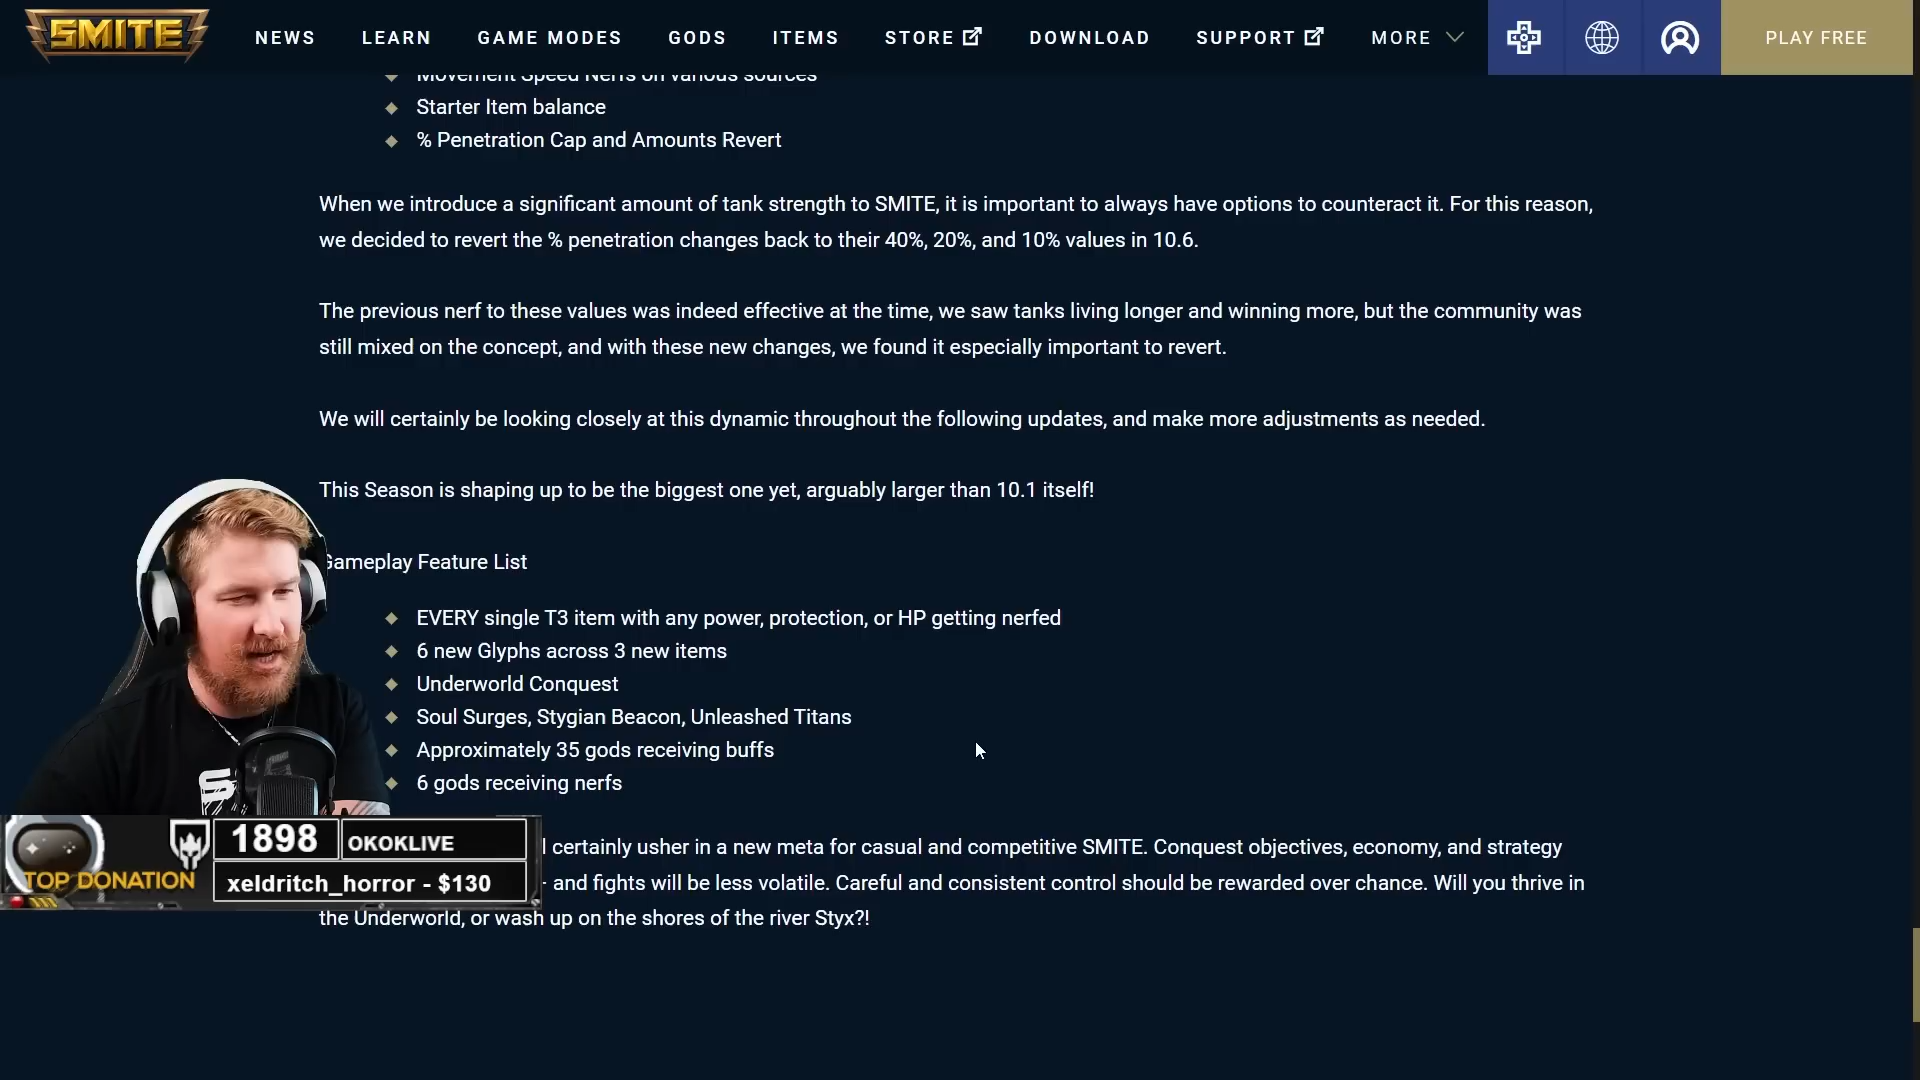 SMITE
NEWS LEARN GAME MODES GODS ITEMS STORE DOWNLOAD SUPPORT MORE PLAY FREE
Movement Speed Nerfs on various sources
Starter Item balance
% Penetration Cap and Amounts Revert
When we introduce a significant amount of tank strength to SMITE, it is important to always have options to counteract it. For this reason,
we decided to revert the % penetration changes back to their 40%, 20%, and 10% values in 10.6.
The previous nerf to these values was indeed effective at the time, we saw tanks living longer and winning more, but the community was
still mixed on the concept, and with these new changes, we found it especially important to revert.
We will certainly be looking closely at this dynamic throughout the following updates, and make more adjustments as needed.
This Season is shaping up to be the biggest one yet, arguably larger than 10.1 itself!
Gameplay Feature List
EVERY single T3 item with any power, protection, or HP getting nerfed
6 new Glyphs across 3 new items
Underworld Conquest
Soul Surges, Stygian Beacon, Unleashed Titans
Approximately 35 gods receiving buffs
6 gods receiving nerfs
1898 OKOKLIVE
TOP DONATION xeldritch_horror - $130
certainly usher in a new meta for casual and competitive SMITE. Conquest objectives, economy, and strategy
- and fights will be less volatile. Careful and consistent control should be rewarded over chance. Will you thrive in
the Underworld, or wash up on the shores of the river Styx?!